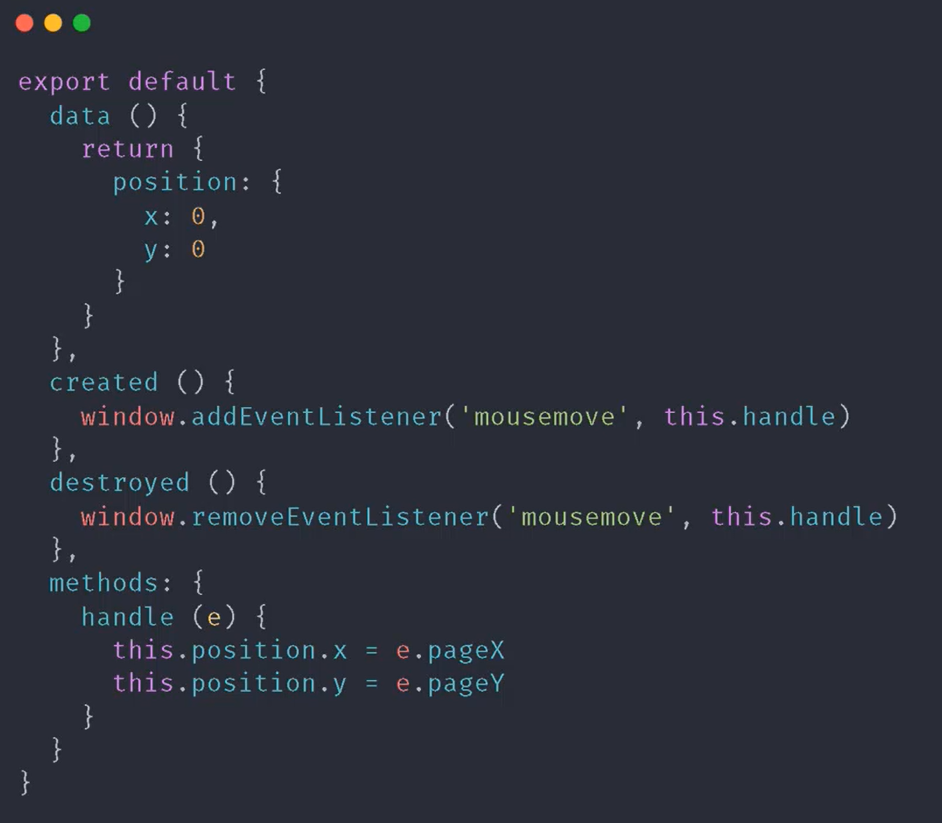 export default {
  data () {
    return {
      position: {
        x: 0,
        y: 0
      }
    }
  },
  created () {
    window.addEventListener('mousemove', this.handle)
  },
  destroyed () {
    window.removeEventListener('mousemove', this.handle)
  },
  methods: {
    handle (e) {
      this.position.x = e.pageX
      this.position.y = e.pageY
    }
  }
}